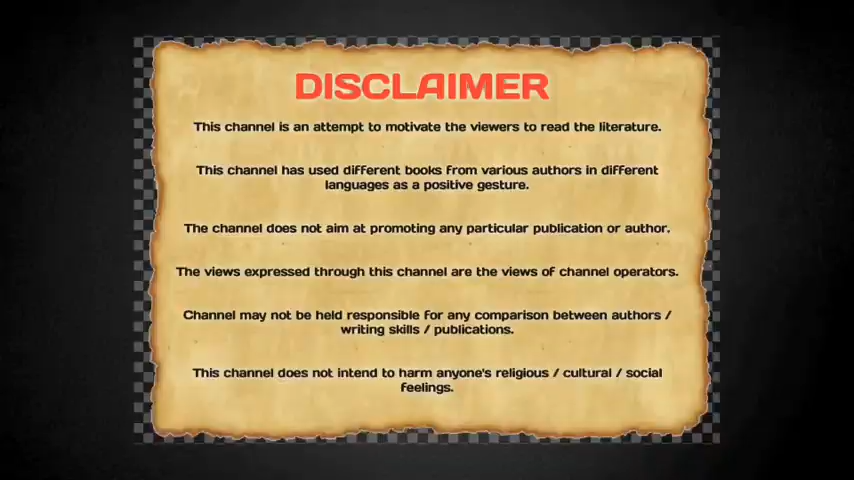 DISCLAIMER
This channel is an attempt to motivate the viewers to read the literature.
This channel has used different books from various authors in different
languages as a positive gesture.
The channel does not aim at promoting any particular publication or author.
The views expressed through this channel are the views of channel operators.
Channel may not be held responsible for any comparison between authors /
writing skills / publications.
This channel does not intend to harm anyone's religious / cultural / social
feelings.